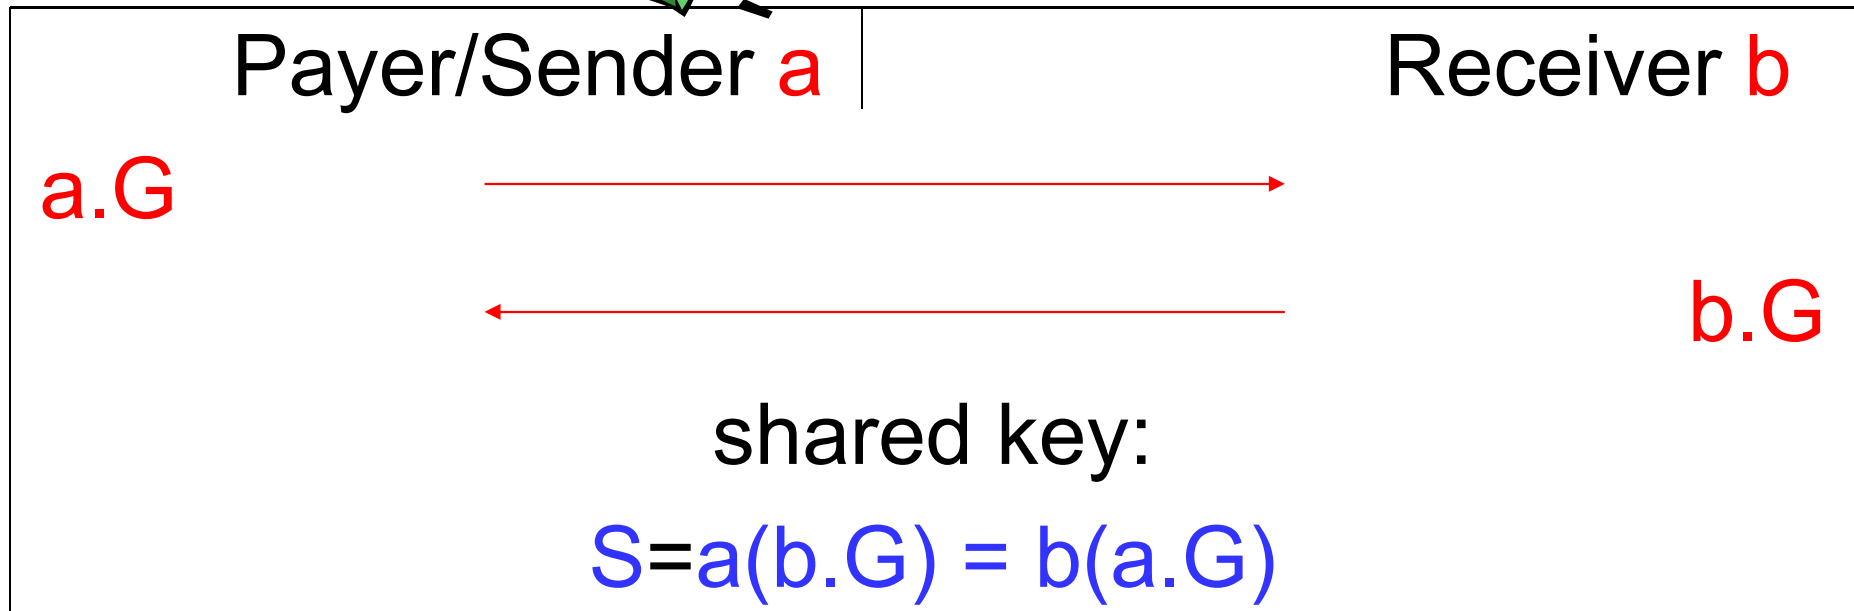 Payer/Sender a
Receiver b
a.G
b.G
shared key:
S=a(b.G) = b(a.G)